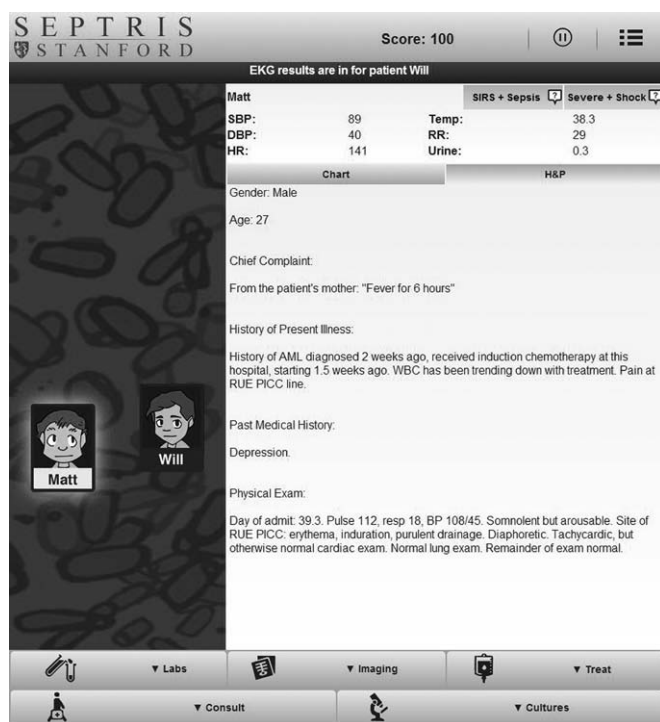 SEPTRIS
STANFORD
Score: 100
EKG results are in for patient Will
Matt
SIRS + Sepsis ?
Severe + Shock ?
SBP: 89 Temp: 38.3
DBP: 40 RR: 29
HR: 141 Urine: 0.3
Chart
H&P
Gender: Male
Age: 27
Chief Complaint:
From the patient's mother: "Fever for 6 hours"
History of Present Illness:
History of AML diagnosed 2 weeks ago, received induction chemotherapy at this
hospital, starting 1.5 weeks ago. WBC has been trending down with treatment. Pain at
RUE PICC line.
Past Medical History:
Depression.
Physical Exam:
Day of admit: 39.3. Pulse 112, resp 18, BP 108/45. Somnolent but arousable. Site of
RUE PICC: erythema, induration, purulent drainage. Diaphoretic. Tachycardic, but
otherwise normal cardiac exam. Normal lung exam. Remainder of exam normal.
Matt
Will
▼ Labs
▼ Imaging
▼ Treat
▼ Consult
▼ Cultures